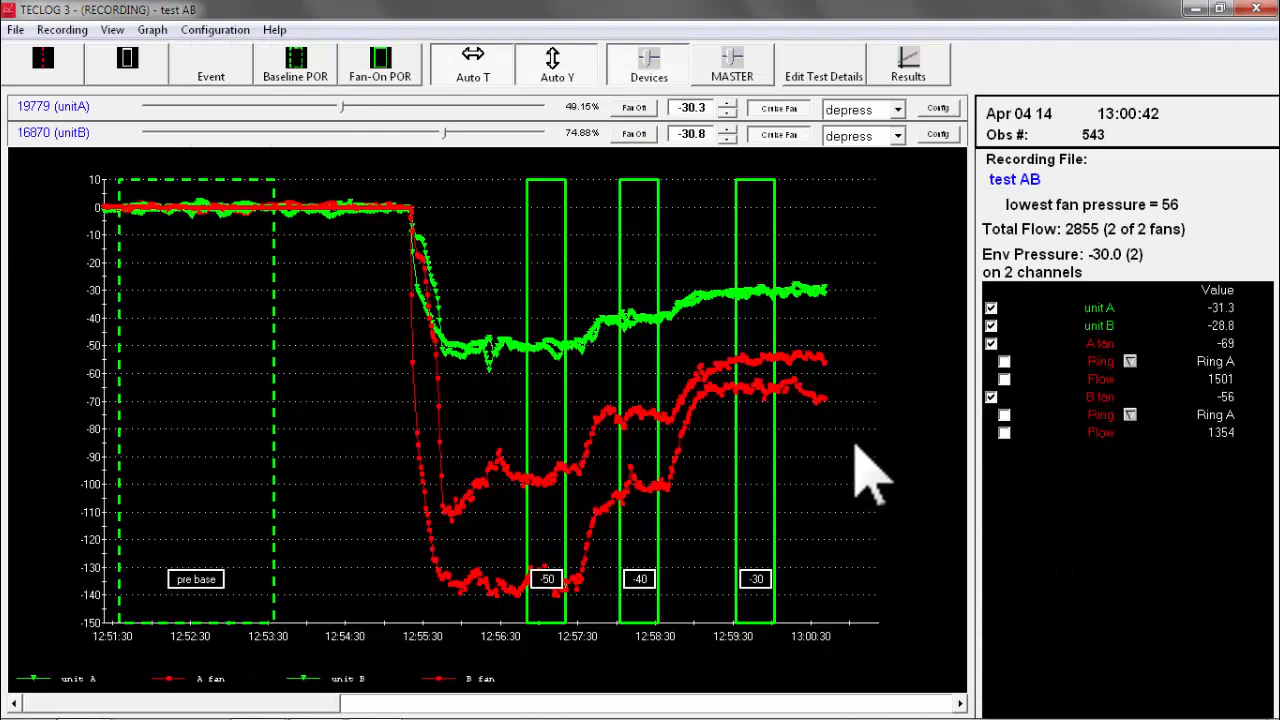 TECLOG 3 - (RECORDING) - test AB
File Recording View Graph Configuration Help
Event Baseline POR Fan-On POR Auto T Auto Y Devices MASTER Edit Test Details Results
19779 (unitA) 49.15% Fan Off -30.3 Cruise Fan depress Config
16870 (unitB) 74.88% Fan Off -30.8 Cruise Fan depress Config
Apr 04 14 13:00:42
Obs #: 543
Recording File:
test AB
lowest fan pressure = 56
Total Flow: 2855 (2 of 2 fans)
Env Pressure: -30.0 (2)
on 2 channels
Value
unit A -31.3
unit B -28.8
A fan -69
Ring Ring A
Flow 1501
B fan -56
Ring Ring A
Flow 1354
10
0
-10
-20
-30
-40
-50
-60
-70
-80
-90
-100
-110
-120
-130
-140
-150
pre base -50 -40 -30
12:51:30 12:52:30 12:53:30 12:54:30 12:55:30 12:56:30 12:57:30 12:58:30 12:59:30 13:00:30
unit A A fan unit B B fan